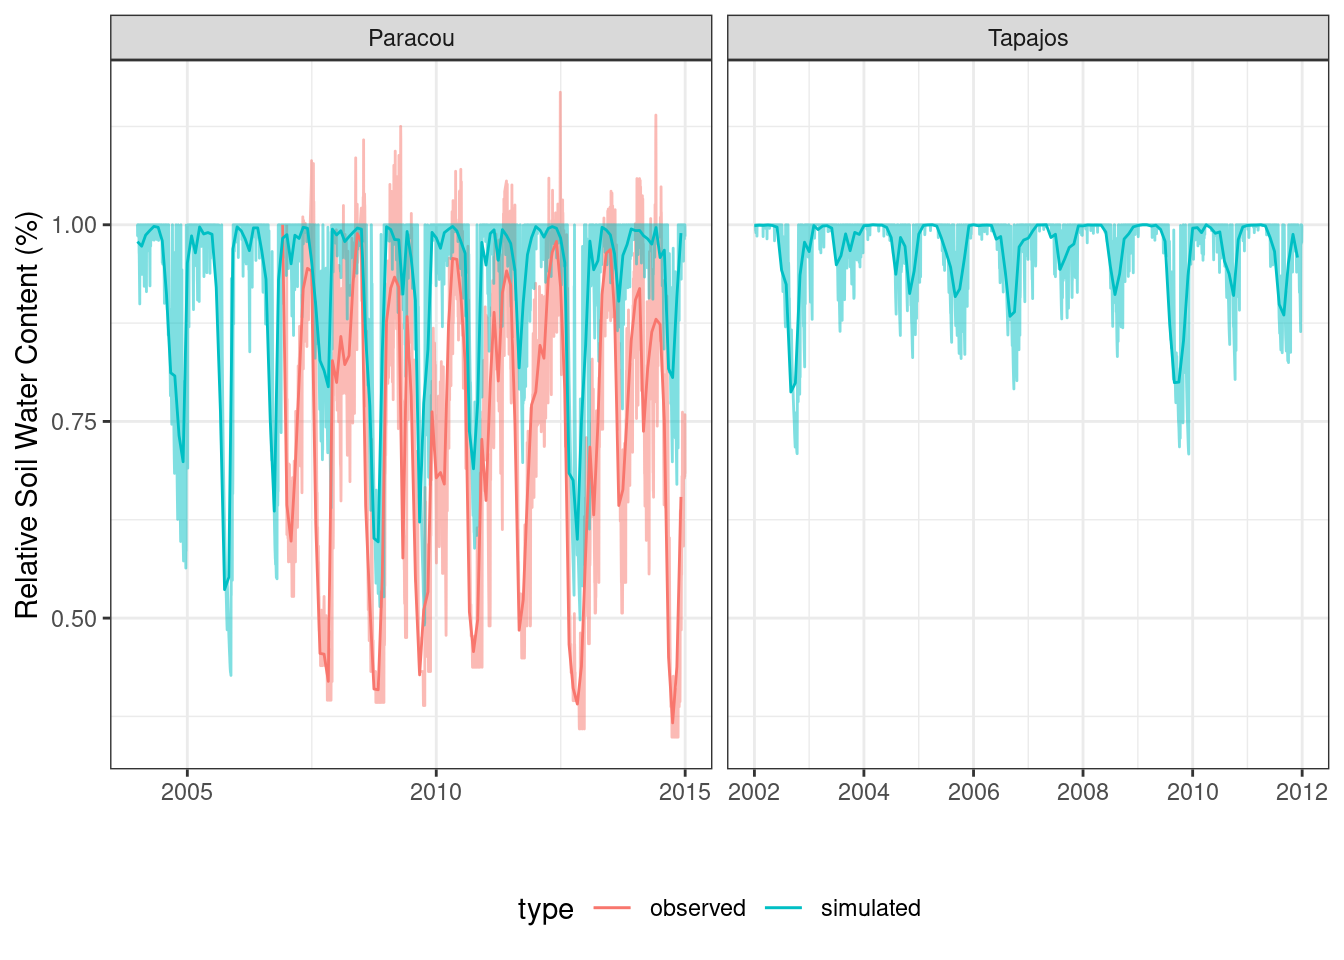 Paracou
Tapajos
Relative Soil Water Content (%)
1.00
0.75
0.50
2005
2010
2015
2002
2004
2006
2008
2010
2012
type
observed
simulated